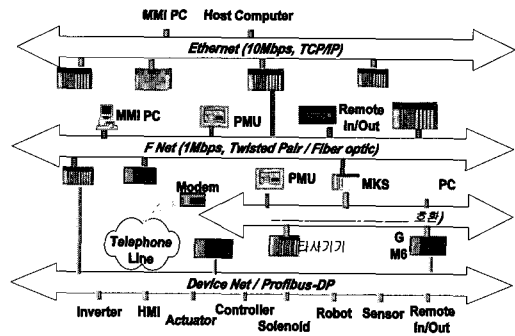 MMI PC Host Computer
Ethernet (10Mbps, TCP/IP)
MMI PC
PMU
Remote
In/Out
F Net (1Mbps, Twisted Pair / Fiber optic)
Modem
PMU
MKS
PC
호환)
Telephone
Line
타사기기
G
M6
Device Net / Profibus-DP
Inverter
HMI
Actuator
Controller
Solenoid
Robot
Sensor
Remote
In/Out